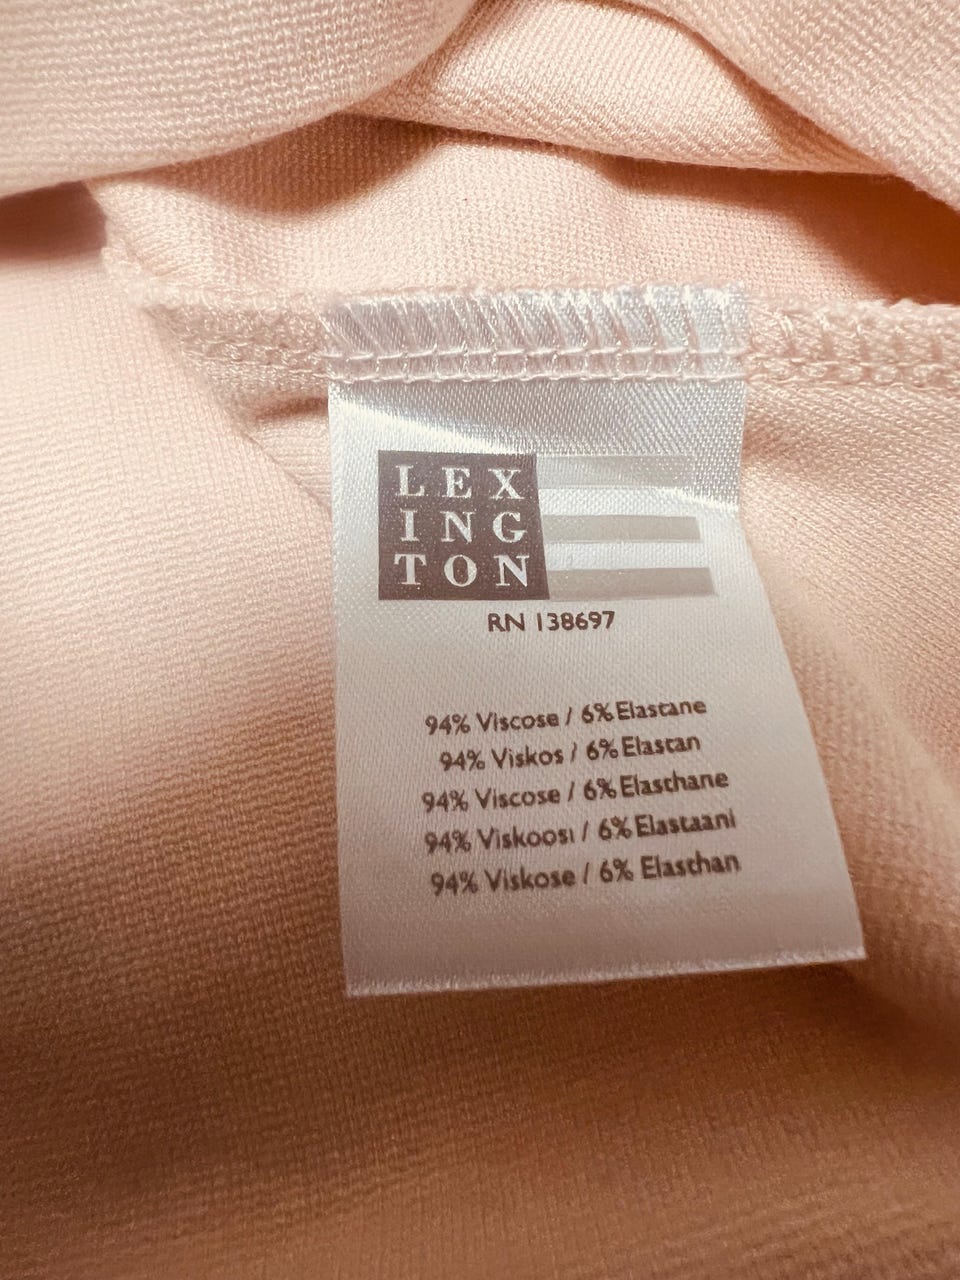 LEX
ING
TON
RN 138697
94% Viscose / 6% Elastane
94% Viskos / 6% Elastan
94% Viscose / 6% Elasthane
94% Viskoosi / 6% Elastaani
94% Viskose / 6% Elasthan